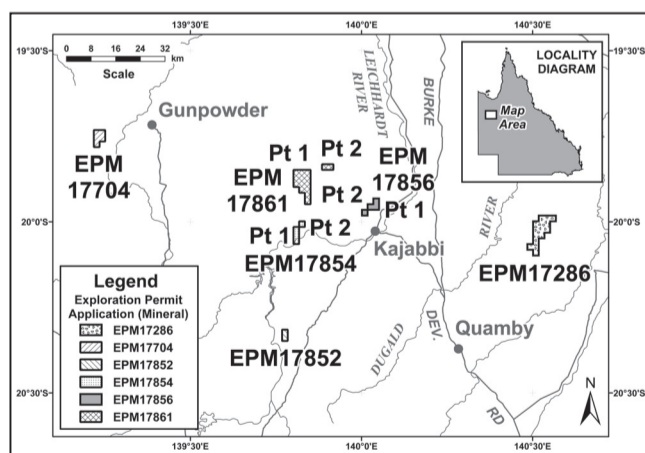 139°30'E
140°0'E
140°30'E
19°30'S
19°30'S
0 8 16 24 32
km
Scale
LEICHHARDT
RIVER
BURKE
LOCALITY
DIAGRAM
Map
Area
Gunpowder
EPM
17704
Pt 1
Pt 2
EPM
17861
EPM
17856
Pt 2
Pt 1
RIVER
20°0'S
20°0'S
Pt 1
Pt 2
EPM17854
Kajabbi
EPM17286
Legend
Exploration Permit
Application (Mineral)
EPM17286
EPM17704
EPM17852
EPM17854
EPM17856
EPM17861
EPM17852
DUGALD
DEV.
Quamby
RD
N
20°30'S
20°30'S
139°30'E
140°0'E
140°30'E